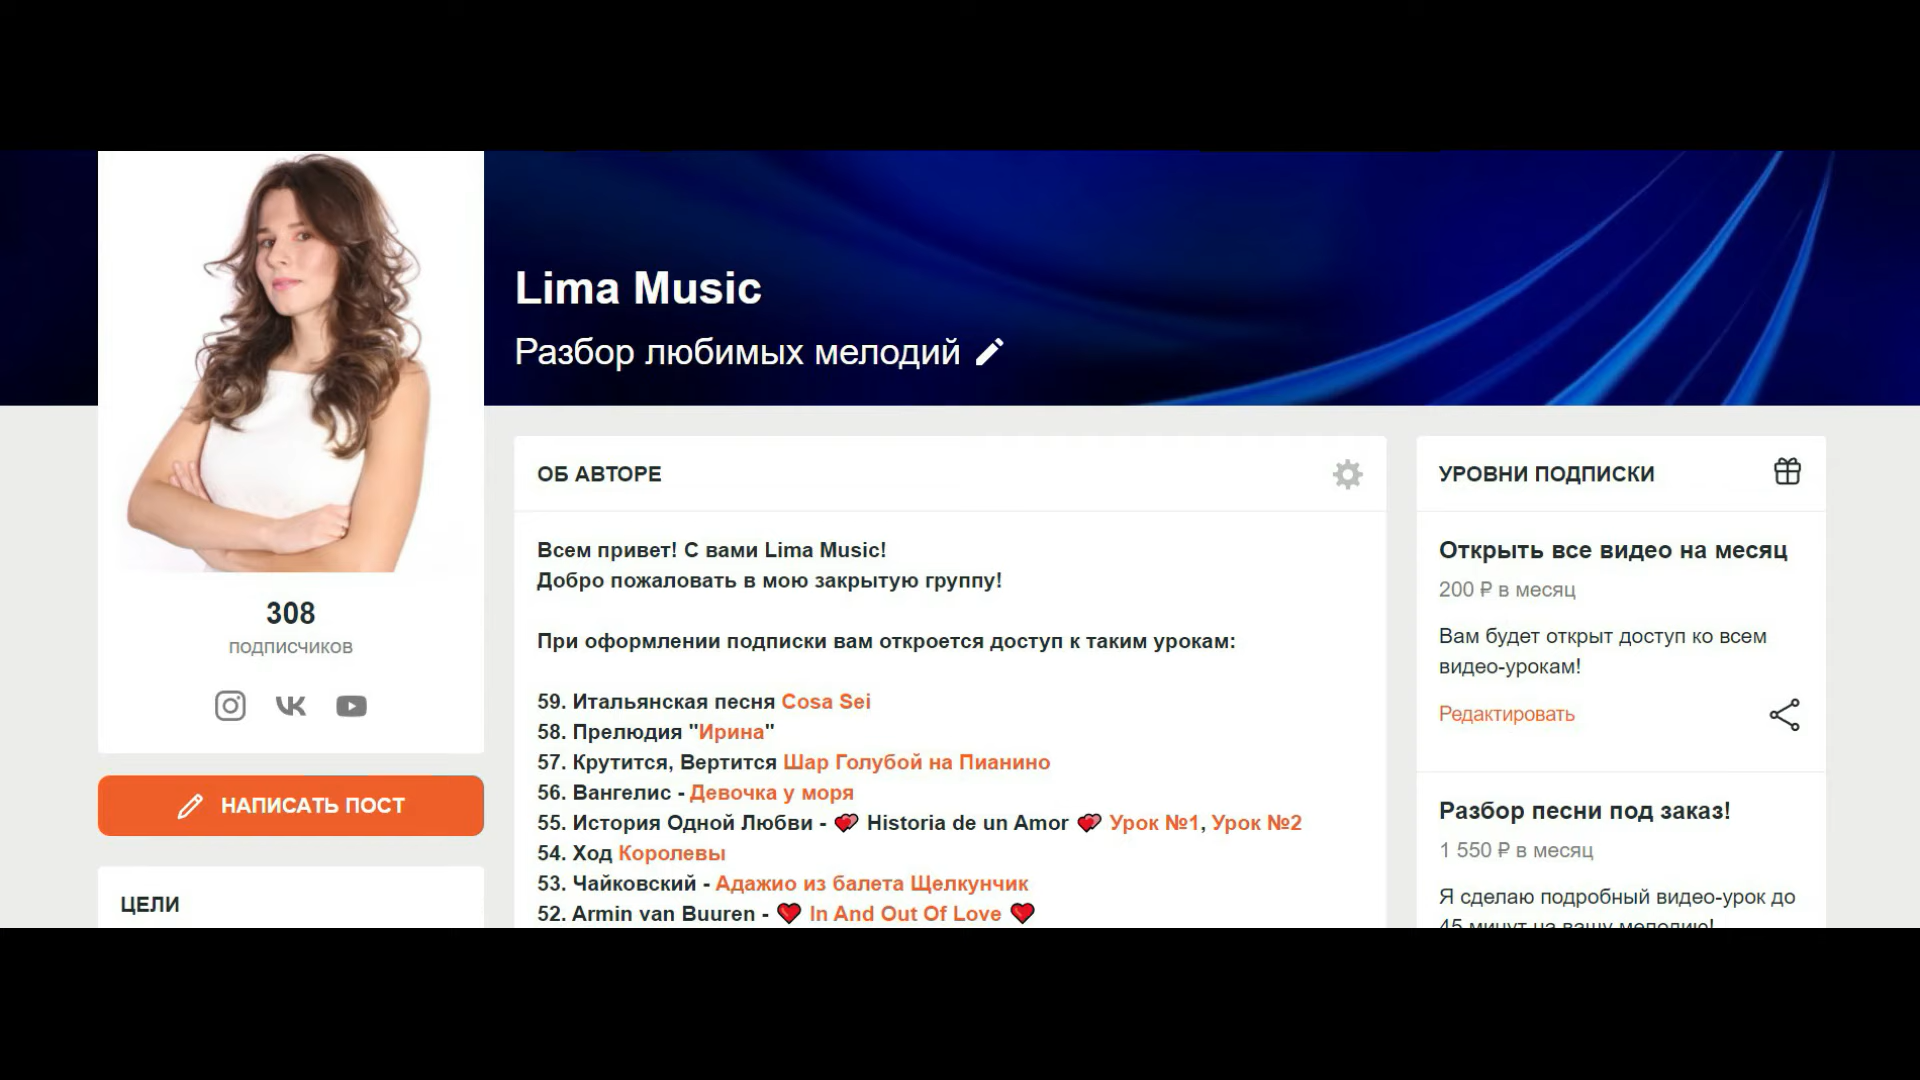 Lima Music
Разбор любимых мелодий
308
подписчиков
НАПИСАТЬ ПОСТ
ЦЕЛИ
ОБ АВТОРЕ
Всем привет! С вами Lima Music!
Добро пожаловать в мою закрытую группу!
При оформлении подписки вам откроется доступ к таким урокам:
59. Итальянская песня Cosa Sei
58. Прелюдия "Ирина"
57. Крутится, Вертится Шар Голубой на Пианино
56. Вангелис - Девочка у моря
55. История Одной Любви - 💕 Historia de un Amor 💕 Урок №1, Урок №2
54. Ход Королевы
53. Чайковский - Адажио из балета Щелкунчик
52. Armin van Buuren - ❤ In And Out Of Love ❤
УРОВНИ ПОДПИСКИ
Открыть все видео на месяц
200 ₽ в месяц
Вам будет открыт доступ ко всем
видео-урокам!
Редактировать
Разбор песни под заказ!
1 550 ₽ в месяц
Я сделаю подробный видео-урок до
45 минут на вашу мелодию!